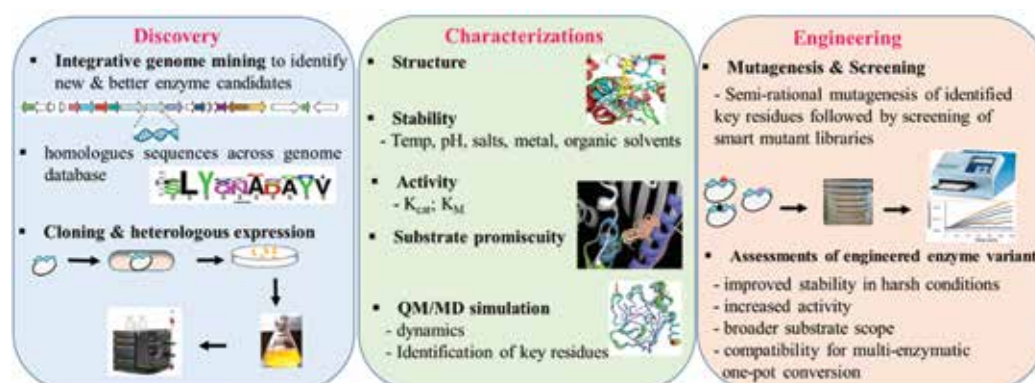 Discovery
▪ Integrative genome mining to identify
new & better enzyme candidates
▪ homologues sequences across genome
database
sLYGNADAYV
▪ Cloning & heterologous expression
Characterizations
▪ Structure
▪ Stability
- Temp, pH, salts, metal, organic solvents
▪ Activity
- Kcat; KM
▪ Substrate promiscuity
▪ QM/MD simulation
- dynamics
- Identification of key residues
Engineering
▪ Mutagenesis & Screening
- Semi-rational mutagenesis of identified
key residues followed by screening of
smart mutant libraries
▪ Assessments of engineered enzyme variant
- improved stability in harsh conditions
- increased activity
- broader substrate scope
- compatibility for multi-enzymatic
one-pot conversion